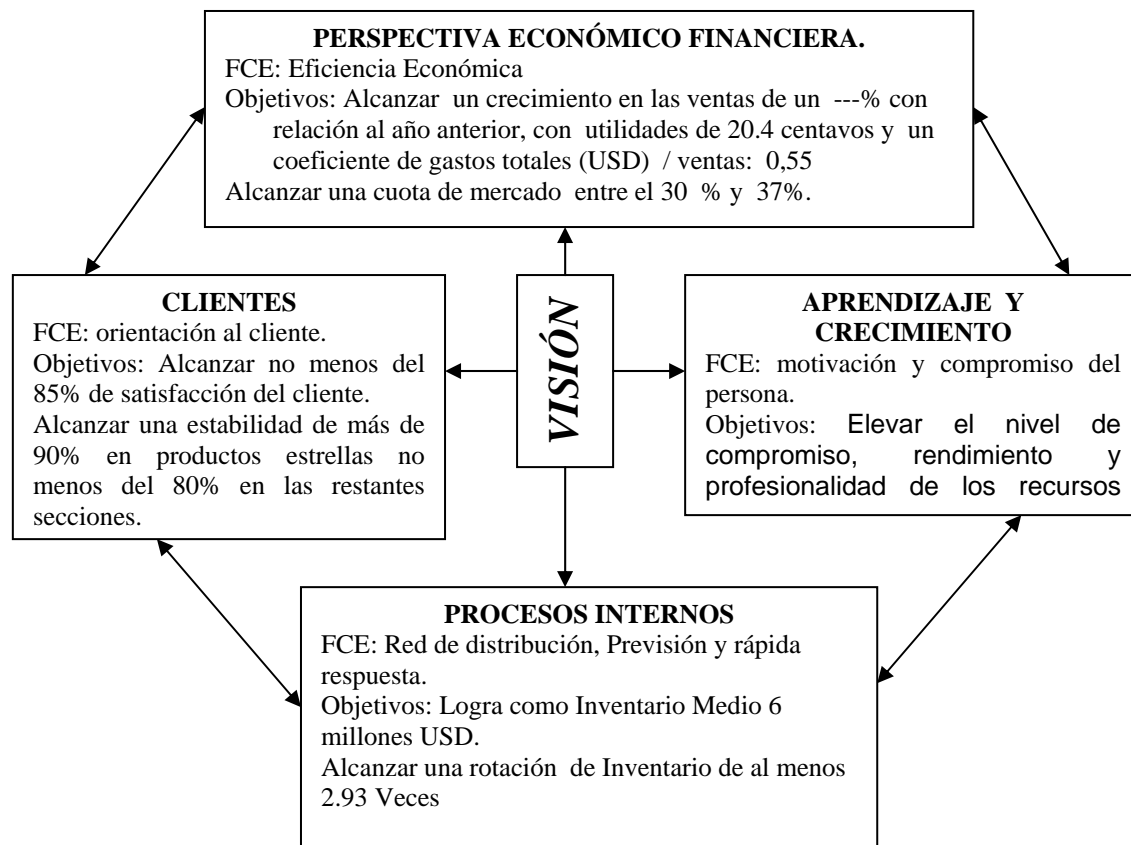 PERSPECTIVA ECONÓMICO FINANCIERA.
FCE: Eficiencia Económica
Objetivos: Alcanzar un crecimiento en las ventas de un ---% con
relación al año anterior, con utilidades de 20.4 centavos y un
coeficiente de gastos totales (USD) / ventas: 0,55
Alcanzar una cuota de mercado entre el 30 % y 37%.
CLIENTES
FCE: orientación al cliente.
Objetivos: Alcanzar no menos del
85% de satisfacción del cliente.
Alcanzar una estabilidad de más de
90% en productos estrellas no
menos del 80% en las restantes
secciones.
VISIÓN
APRENDIZAJE Y
CRECIMIENTO
FCE: motivación y compromiso del
persona.
Objetivos: Elevar el nivel de
compromiso, rendimiento y
profesionalidad de los recursos
PROCESOS INTERNOS
FCE: Red de distribución, Previsión y rápida
respuesta.
Objetivos: Logra como Inventario Medio 6
millones USD.
Alcanzar una rotación de Inventario de al menos
2.93 Veces